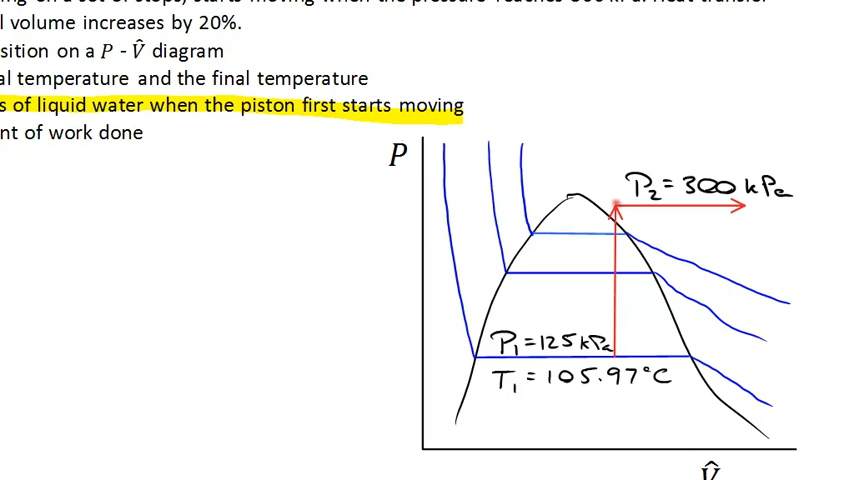 l volume increases by 20%.
sition on a P - V̂ diagram
al temperature and the final temperature
s of liquid water when the piston first starts moving
nt of work done
P
P₂ = 300 kPa
P₁ = 125 kPa
T₁ = 105.97°C
V̂